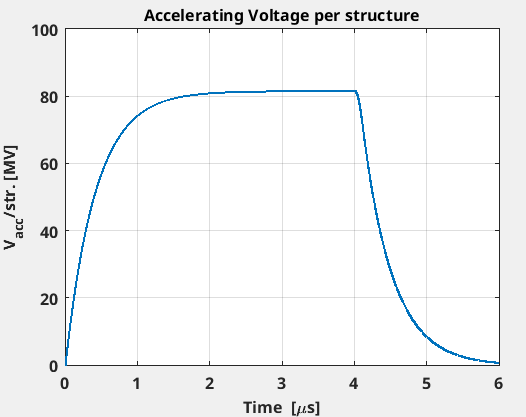 Accelerating Voltage per structure
100
80
60
40
20
0
V_acc/str. [MV]
0 1 2 3 4 5 6
Time [μs]